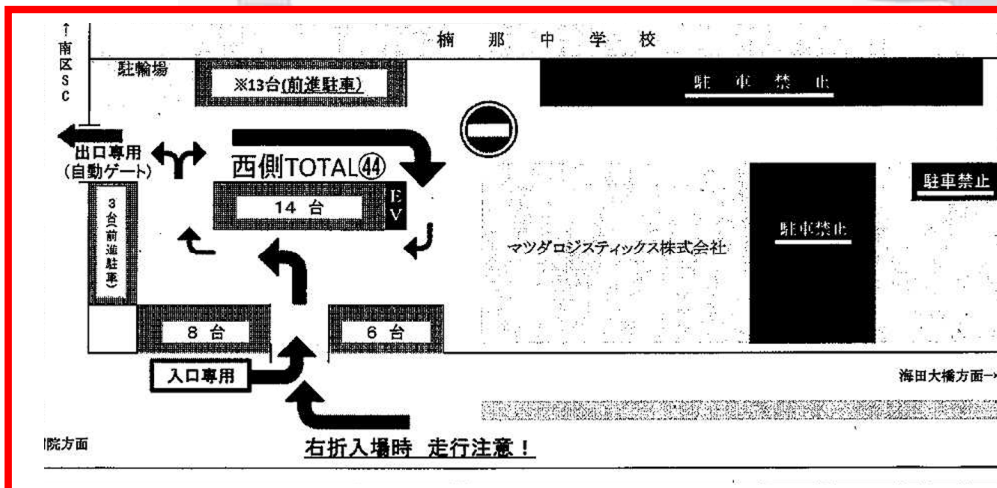 ↑南区SC
楠那中学校
駐輪場
※13台(前進駐車)
駐車禁止
出口専用
(自動ゲート)
西側TOTAL㊹
14 台
EV
3台(前進駐車)
マツダロジスティックス株式会社
駐車禁止
駐車禁止
8 台
6 台
入口専用
海田大橋方面→
院方面
右折入場時 走行注意！